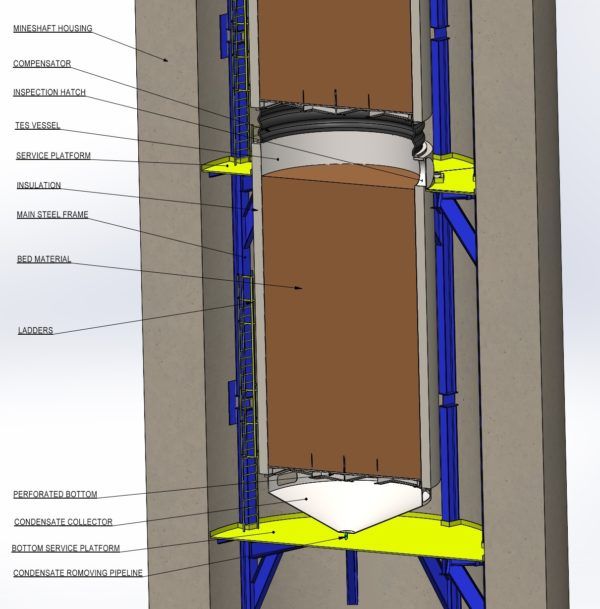 MINESHAFT HOUSING
COMPENSATOR
INSPECTION HATCH
TES VESSEL
SERVICE PLATFORM
INSULATION
MAIN STEEL FRAME
BED MATERIAL
LADDERS
PERFORATED BOTTOM
CONDENSATE COLLECTOR
BOTTOM SERVICE PLATFORM
CONDENSATE ROMOVING PIPELINE